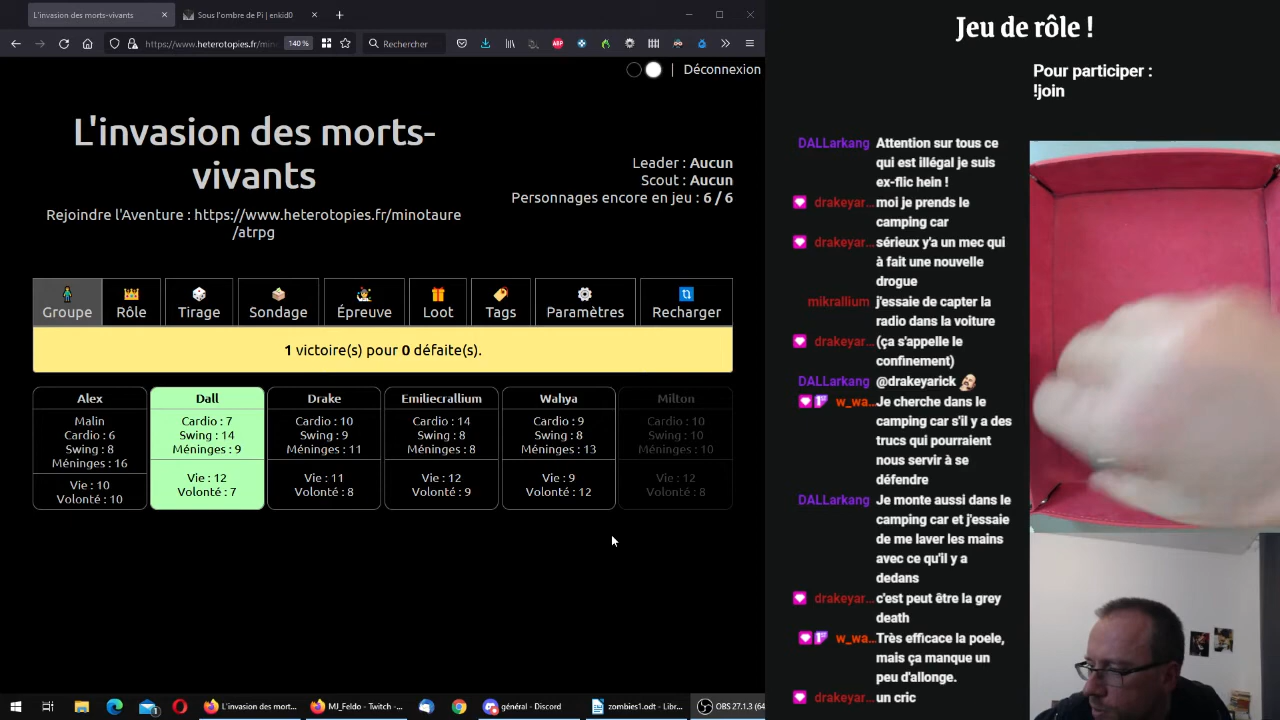 L'invasion des morts-vivants
Sous l'ombre de Pi | enkid0
https://www.heterotopies.fr/min
140 %
Rechercher
Déconnexion
L'invasion des morts-
vivants
Rejoindre l'Aventure : https://www.heterotopies.fr/minotaure
/atrpg
Leader : Aucun
Scout : Aucun
Personnages encore en jeu : 6 / 6
Groupe
Rôle
Tirage
Sondage
Épreuve
Loot
Tags
Paramètres
Recharger
1 victoire(s) pour 0 défaite(s).
Alex
Malin
Cardio : 6
Swing : 8
Méninges : 16
Vie : 10
Volonté : 10
Dall
Cardio : 7
Swing : 14
Méninges : 9
Vie : 12
Volonté : 7
Drake
Cardio : 10
Swing : 9
Méninges : 11
Vie : 11
Volonté : 8
Emiliecrallium
Cardio : 14
Swing : 8
Méninges : 8
Vie : 12
Volonté : 9
Wahya
Cardio : 9
Swing : 8
Méninges : 13
Vie : 9
Volonté : 12
Milton
Cardio : 10
Swing : 10
Méninges : 10
Vie : 12
Volonté : 8
L'invasion des mor...
MJ_Feldo - Twitch -...
général - Discord
zombies1.odt - Libr...
OBS 27.1.3 (64
Jeu de rôle !
Pour participer :
!join
DALLarkang Attention sur tous ce
qui est illégal je suis
ex-flic hein !
drakeyar... moi je prends le
camping car
drakeyar... sérieux y'a un mec qui
à fait une nouvelle
drogue
mikrallium j'essaie de capter la
radio dans la voiture
drakeyar... (ça s'appelle le
confinement)
DALLarkang @drakeyarick
w_wa... Je cherche dans le
camping car s'il y a des
trucs qui pourraient
nous servir à se
défendre
DALLarkang Je monte aussi dans le
camping car et j'essaie
de me laver les mains
avec ce qu'il y a
dedans
drakeyar... c'est peut être la grey
death
w_wa... Très efficace la poele,
mais ça manque un
peu d'allonge.
drakeyar... un cric